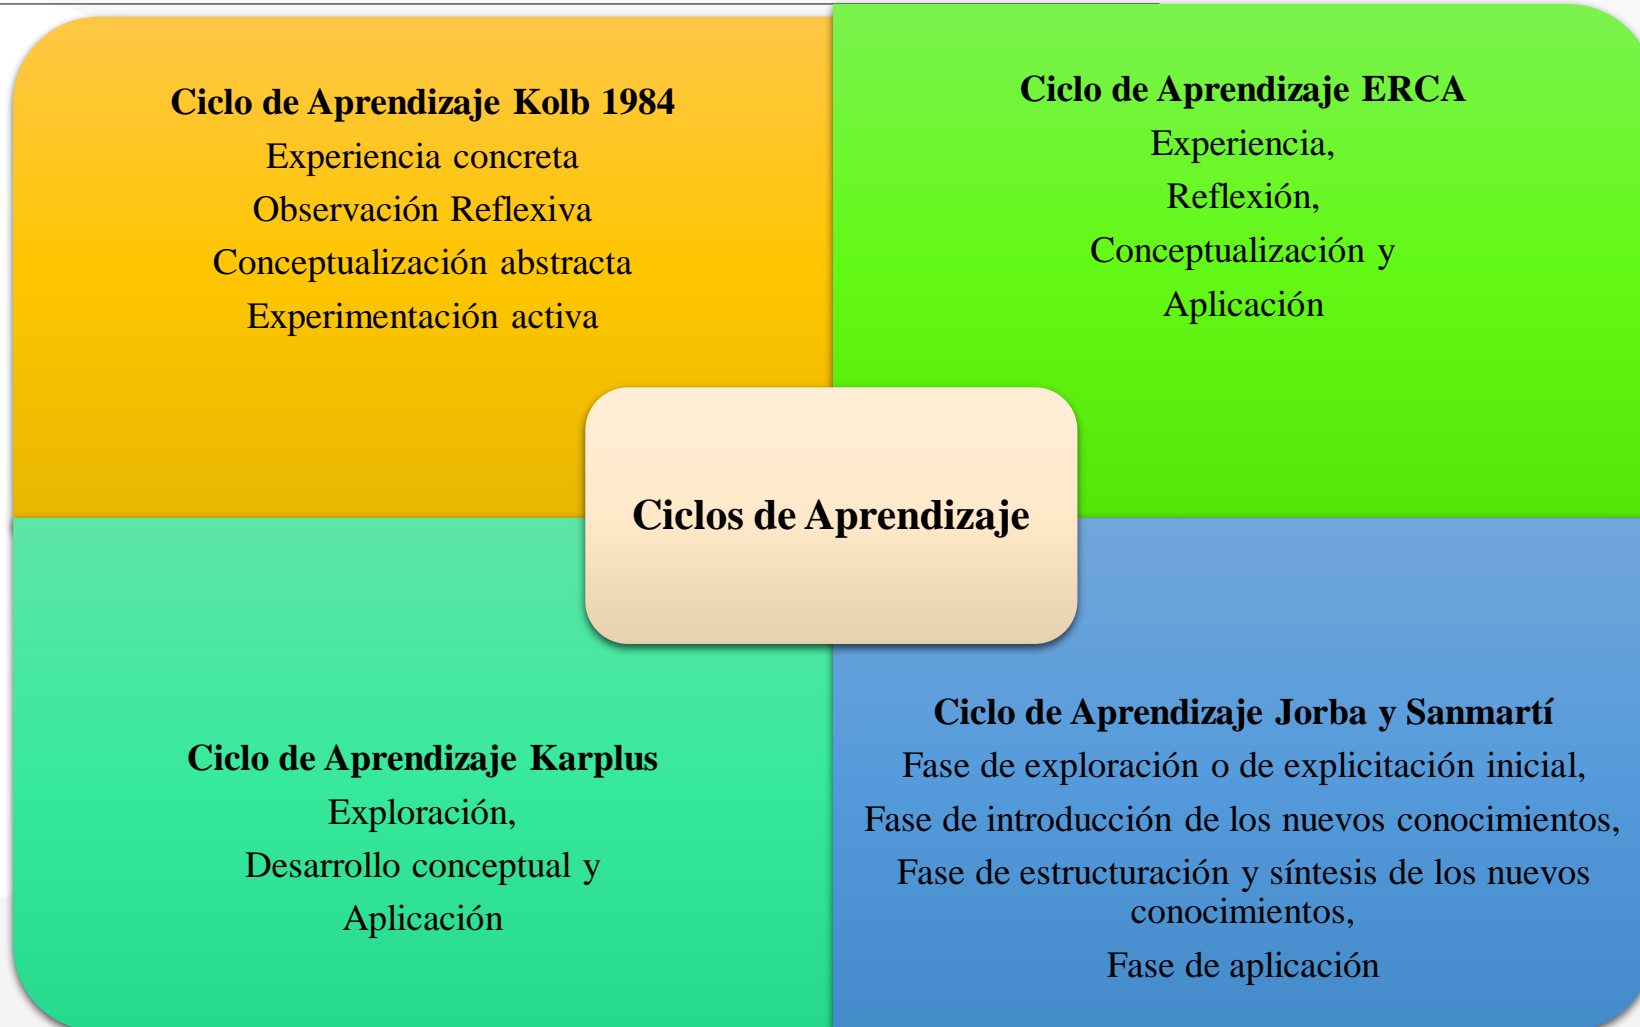 Ciclo de Aprendizaje Kolb 1984
Experiencia concreta
Observación Reflexiva
Conceptualización abstracta
Experimentación activa
Ciclo de Aprendizaje ERCA
Experiencia,
Reflexión,
Conceptualización y
Aplicación
Ciclos de Aprendizaje
Ciclo de Aprendizaje Karplus
Exploración,
Desarrollo conceptual y
Aplicación
Ciclo de Aprendizaje Jorba y Sanmartí
Fase de exploración o de explicitación inicial,
Fase de introducción de los nuevos conocimientos,
Fase de estructuración y síntesis de los nuevos
conocimientos,
Fase de aplicación